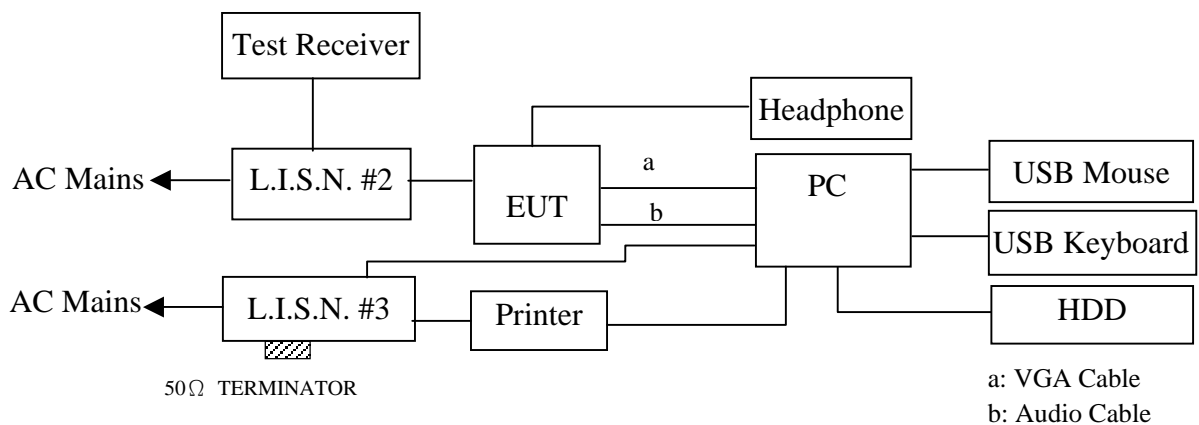 Test Receiver
Headphone
AC Mains
L.I.S.N. #2
EUT
a
b
PC
USB Mouse
USB Keyboard
AC Mains
L.I.S.N. #3
Printer
HDD
50Ω TERMINATOR
a: VGA Cable
b: Audio Cable